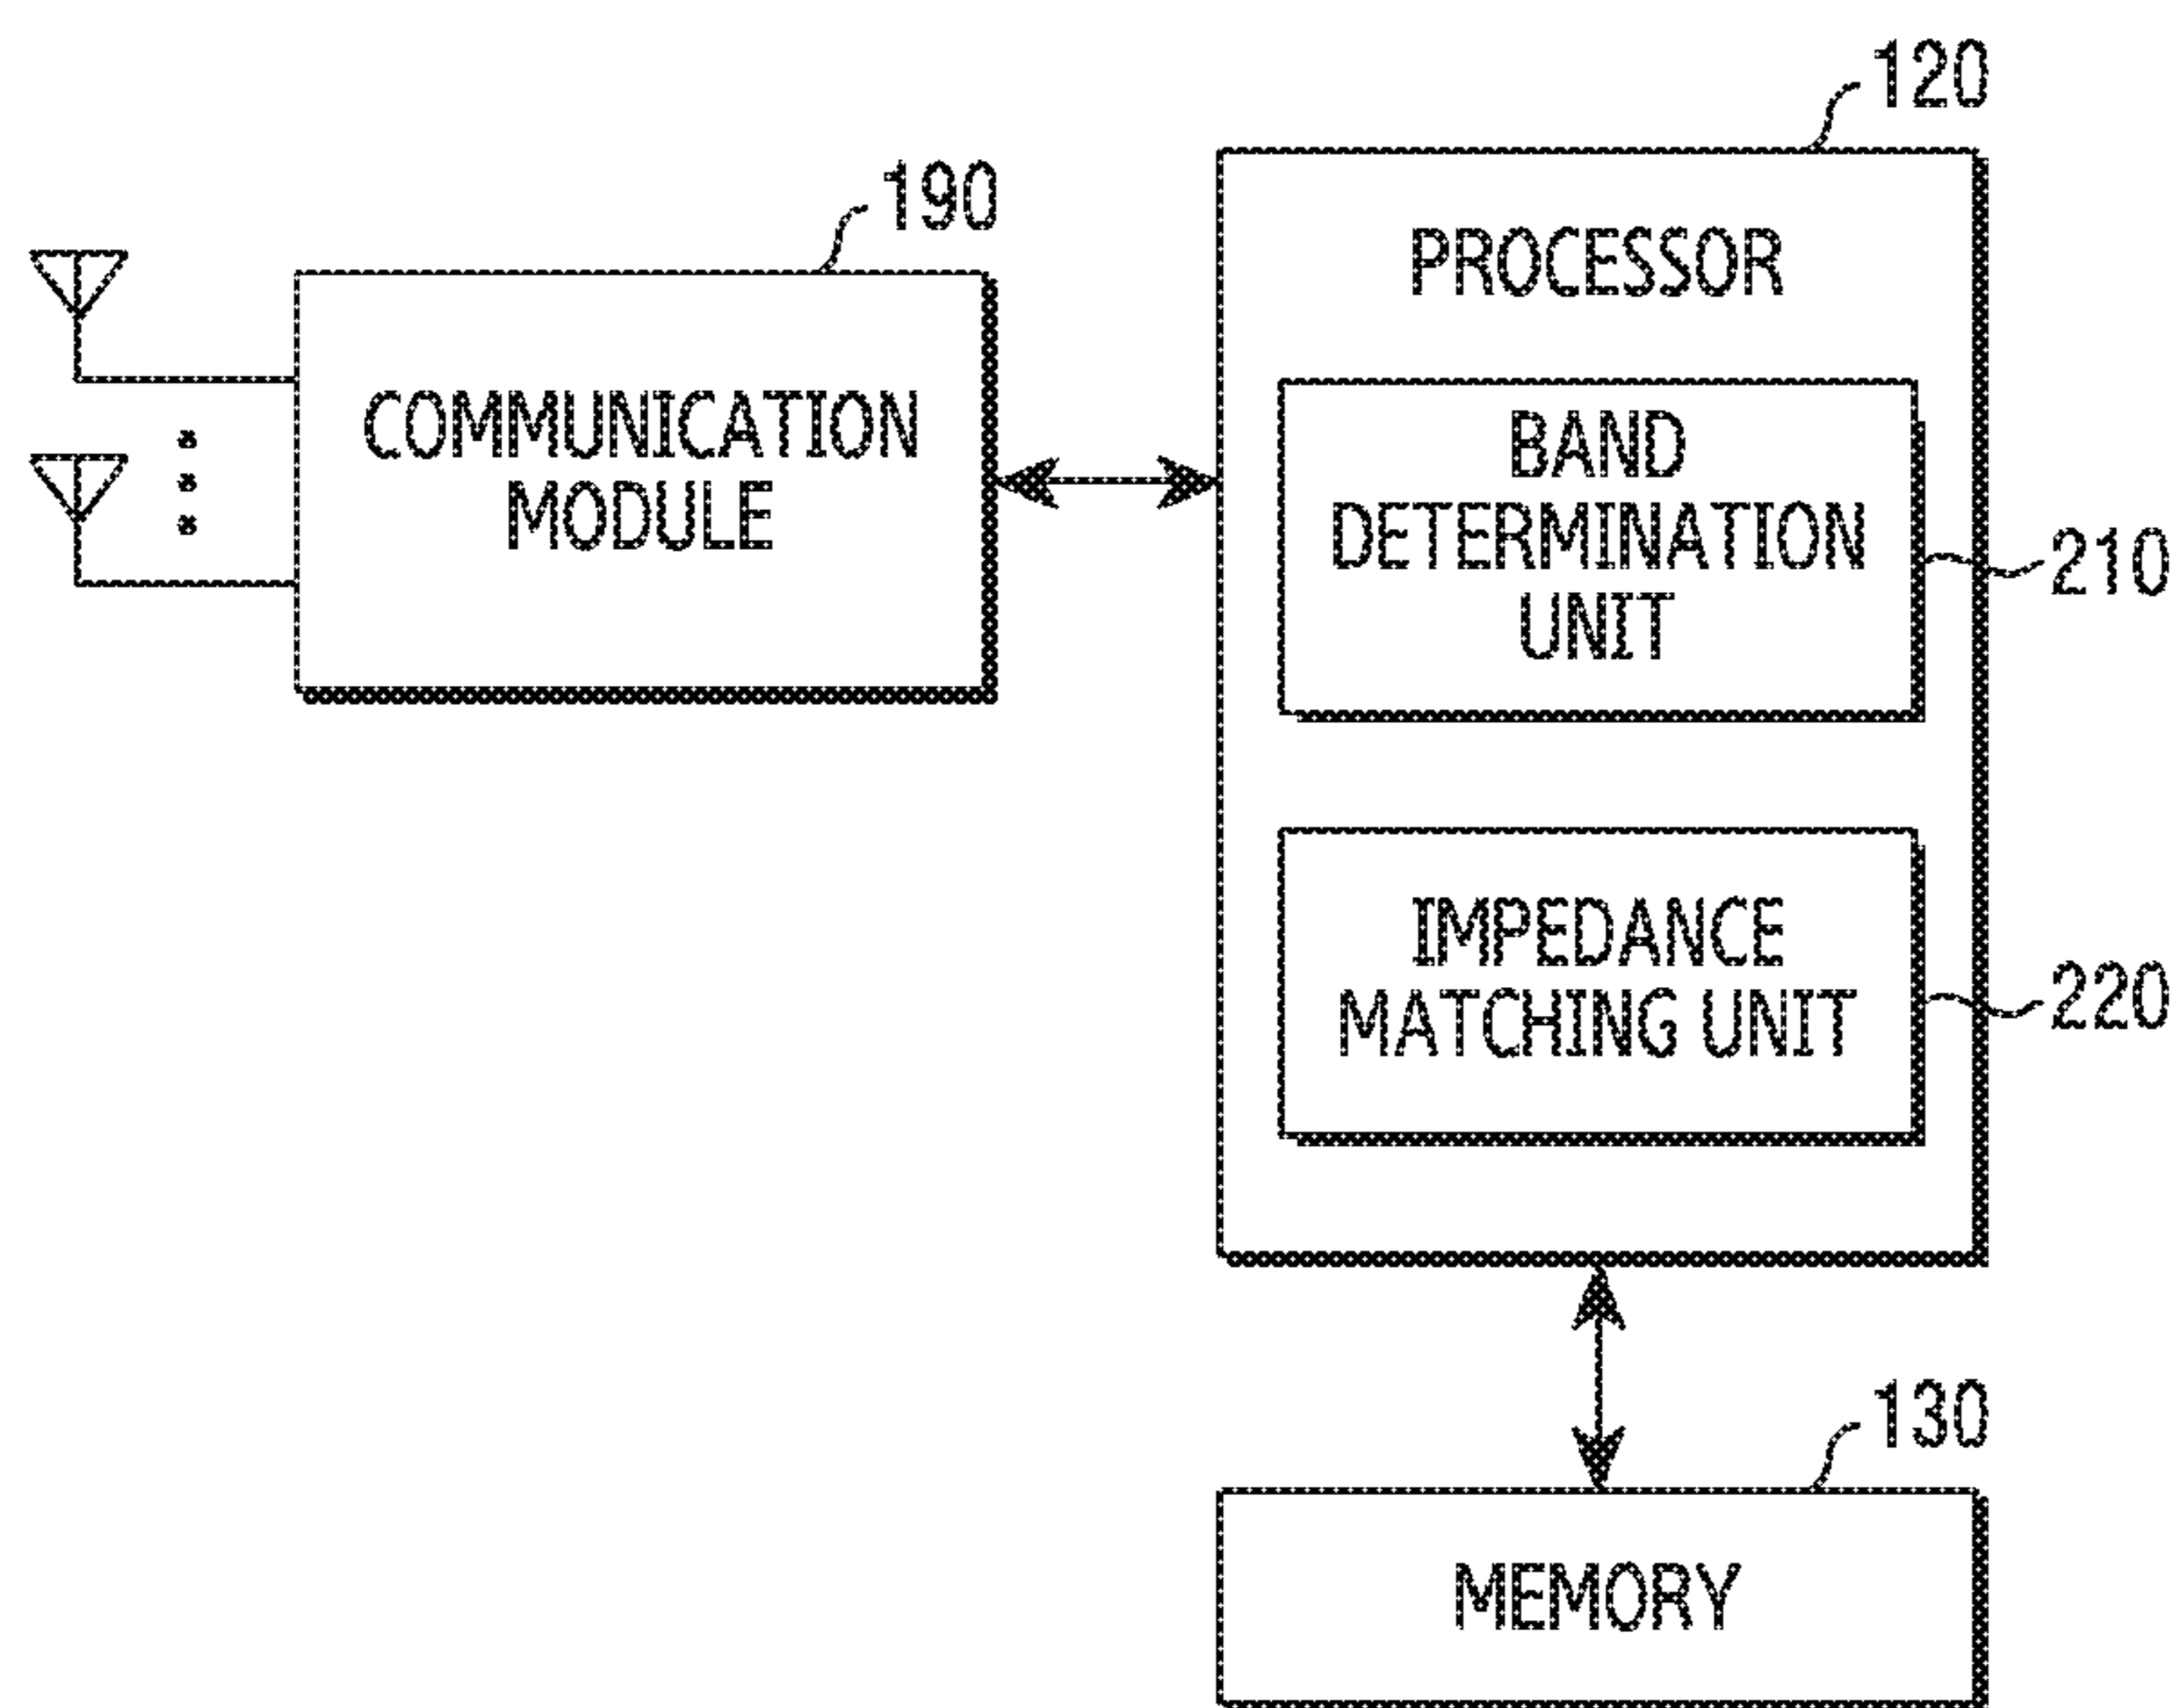 120
190
PROCESSOR
COMMUNICATION
MODULE
BAND
DETERMINATION
UNIT
210
IMPEDANCE
MATCHING UNIT
220
130
MEMORY